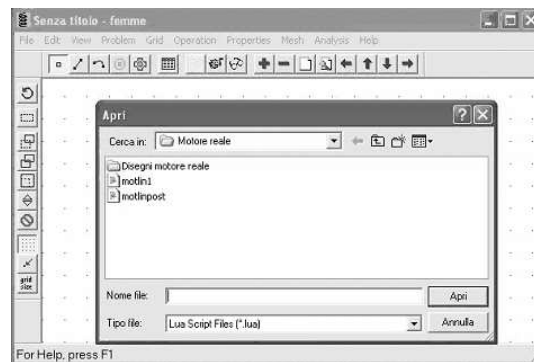 Senza titolo - femme
File Edit View Problem Grid Operation Properties Mesh Analysis Help
Apri
Cerca in: Motore reale
Disegni motore reale
motlin1
motlinpost
Nome file:
Apri
Tipo file: Lua Script Files (*.lua)
Annulla
grid size
For Help, press F1